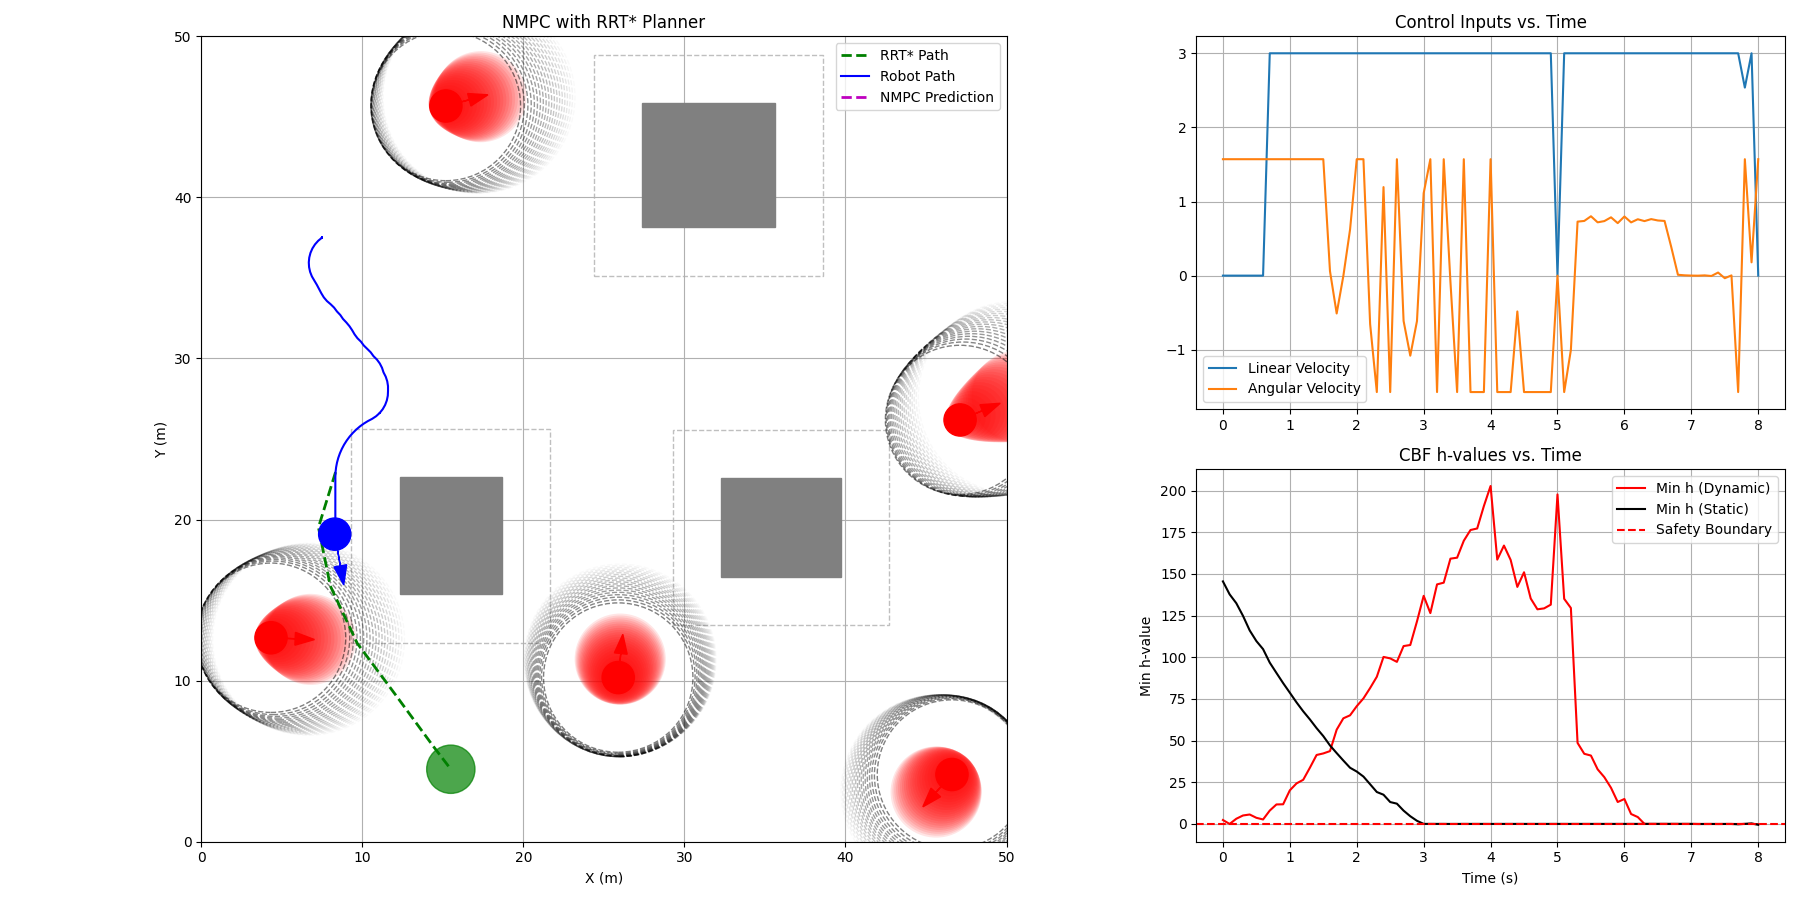 NMPC with RRT* Planner
50
40
30
20
10
0
Y (m)
0 10 20 30 40 50
X (m)
RRT* Path
Robot Path
NMPC Prediction
Control Inputs vs. Time
3
2
1
0
−1
Linear Velocity
Angular Velocity
0 1 2 3 4 5 6 7 8
CBF h-values vs. Time
200
175
150
125
100
75
50
25
0
Min h-value
Min h (Dynamic)
Min h (Static)
Safety Boundary
0 1 2 3 4 5 6 7 8
Time (s)